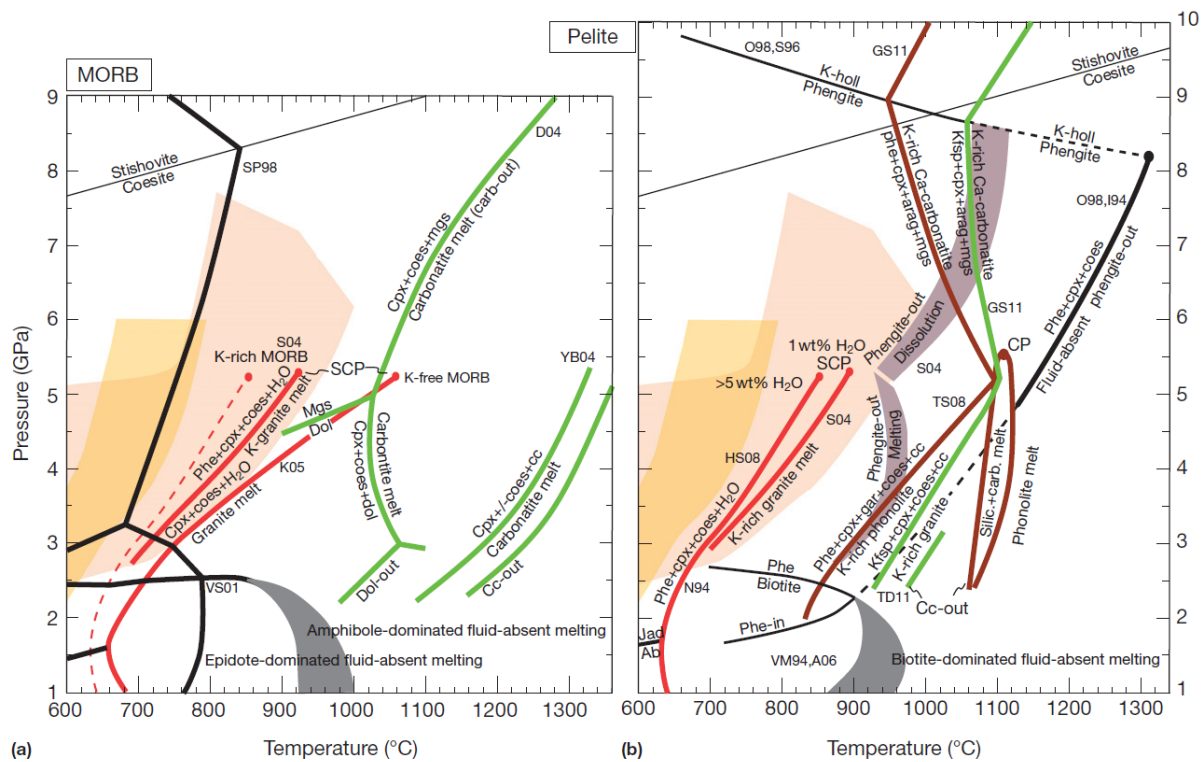 MORB
Pelite
9
8
7
6
5
4
3
2
1
Pressure (GPa)
600
700
800
900
1000
1100
1200
1300
Temperature (°C)
(a)
Stishovite
Coesite
SP98
D04
Cpx+coes+mgs
Carbonatite melt (carb-out)
S04
K-rich MORB
SCP
K-free MORB
YB04
Phe+cpx+coes+H2O
K-granite melt
Mgs
Dol
Cpx+coes+H2O
Granite melt
K05
Carbontite melt
Cpx+coes+dol
Cpx+/-coes+cc
Carbonatite melt
Dol-out
Cc-out
VS01
Amphibole-dominated fluid-absent melting
Epidote-dominated fluid-absent melting
10
9
8
7
6
5
4
3
2
1
600
700
800
900
1000
1100
1200
1300
Temperature (°C)
(b)
O98,S96
GS11
K-holl
Phengite
Stishovite
Coesite
K-holl
Phengite
K-rich Ca-carbonatite
phe+cpx+arag+mgs
K-rich Ca-carbonatite
Kfsp+cpx+arag+mgs
O98,I94
Phe+cpx+coes
Fluid-absent phengite-out
GS11
Phengite-out
Dissolution
CP
1 wt% H2O
SCP
>5 wt% H2O
S04
S04
TS08
Phengite-out
Melting
HS08
Phe+cpx+coes+H2O
K-rich granite melt
Phe+cpx+gar+coes+cc
K-rich phonolite
Kfsp+cpx+coes+cc
K-rich granite
Silic.+carb. melt
Phonolite melt
N94
Phe
Biotite
TD11
Cc-out
Phe-in
Jad
Ab
VM94,A06
Biotite-dominated fluid-absent melting